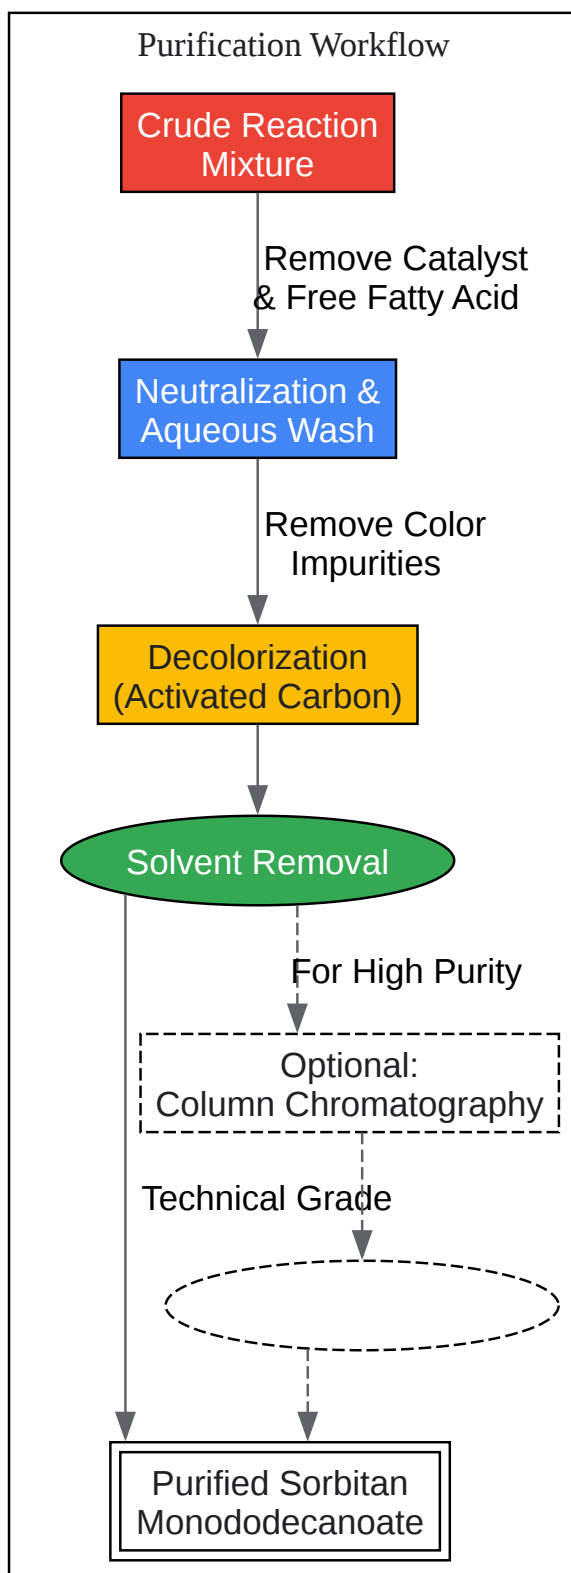 Purification Workflow
Crude Reaction
Mixture
Remove Catalyst
& Free Fatty Acid
Neutralization &
Aqueous Wash
Remove Color
Impurities
Decolorization
(Activated Carbon)
Solvent Removal
For High Purity
Optional:
Column Chromatography
Technical Grade
Purified Sorbitan
Monododecanoate